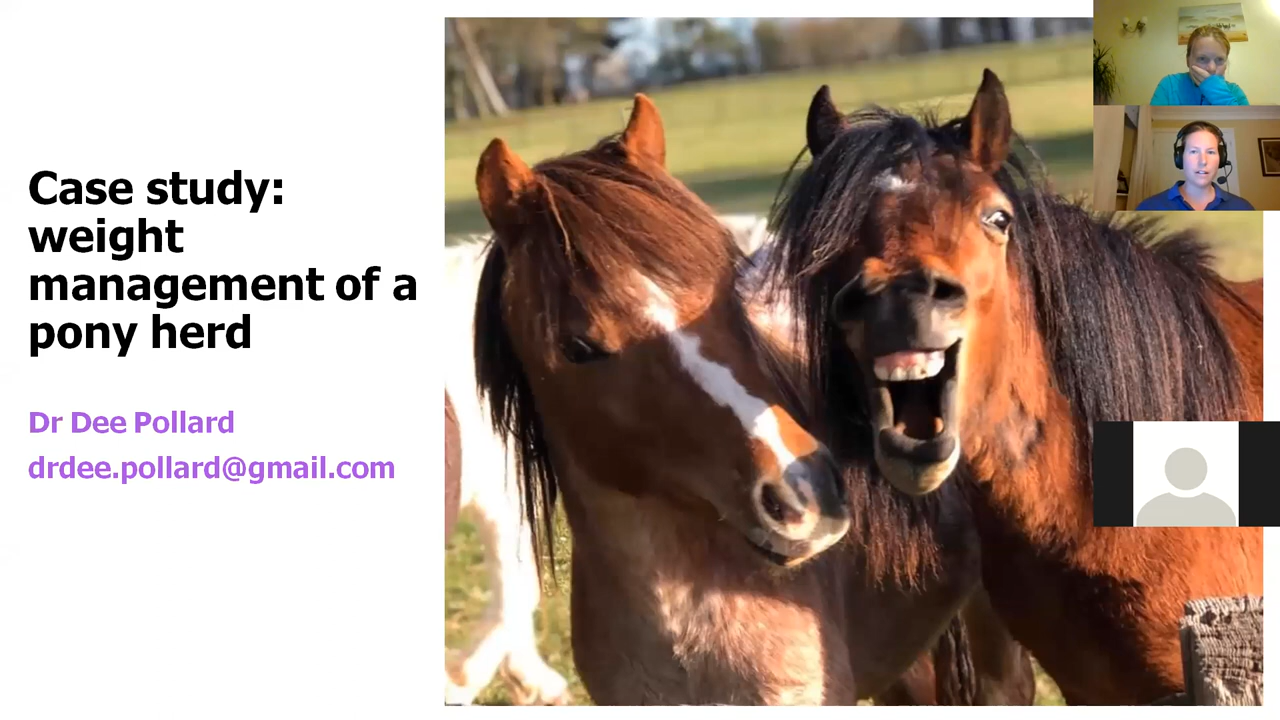 Case study:
weight
management of a
pony herd
Dr Dee Pollard
drdee.pollard@gmail.com